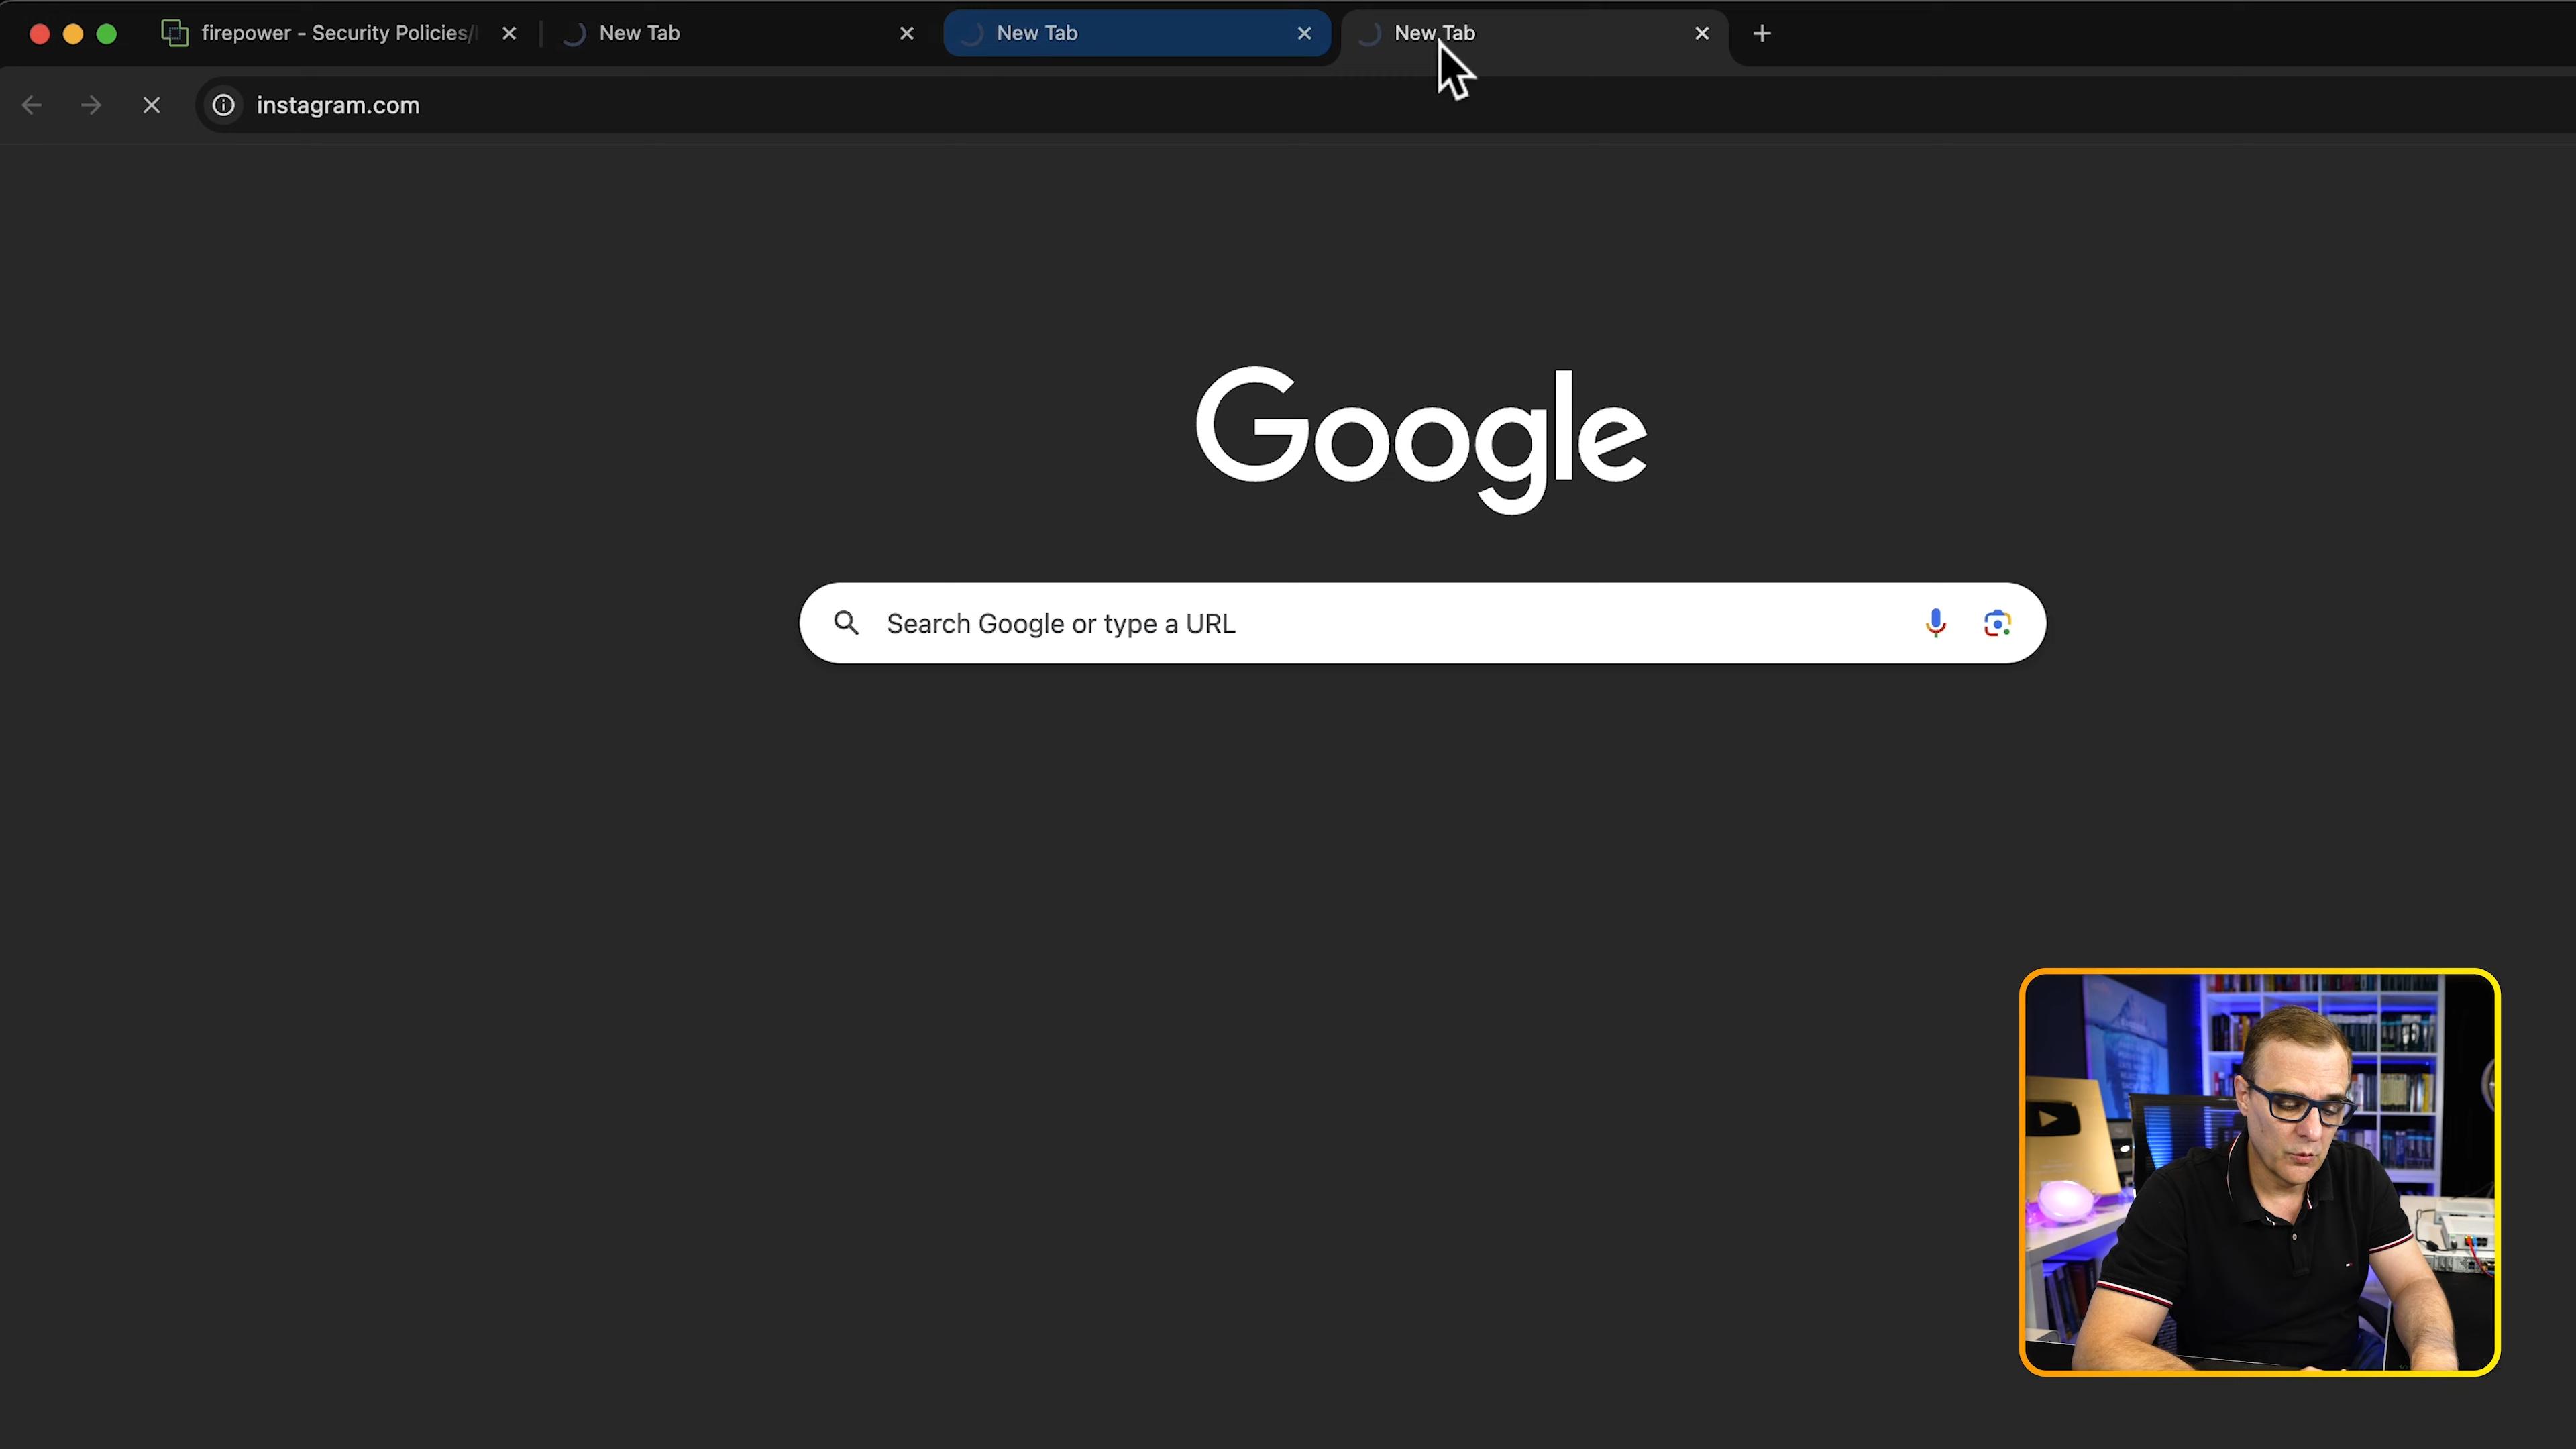 firepower - Security Policies/
New Tab
New Tab
New Tab
instagram.com
Google
Search Google or type a URL